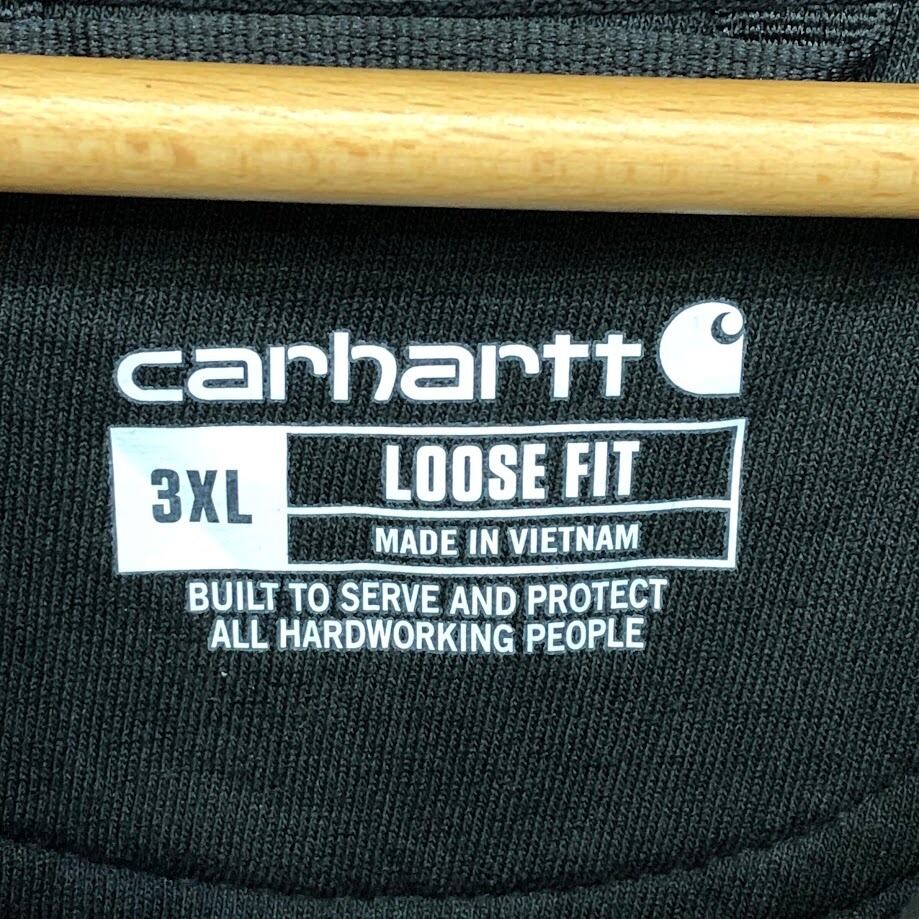 carhartt
3XL
LOOSE FIT
MADE IN VIETNAM
BUILT TO SERVE AND PROTECT
ALL HARDWORKING PEOPLE